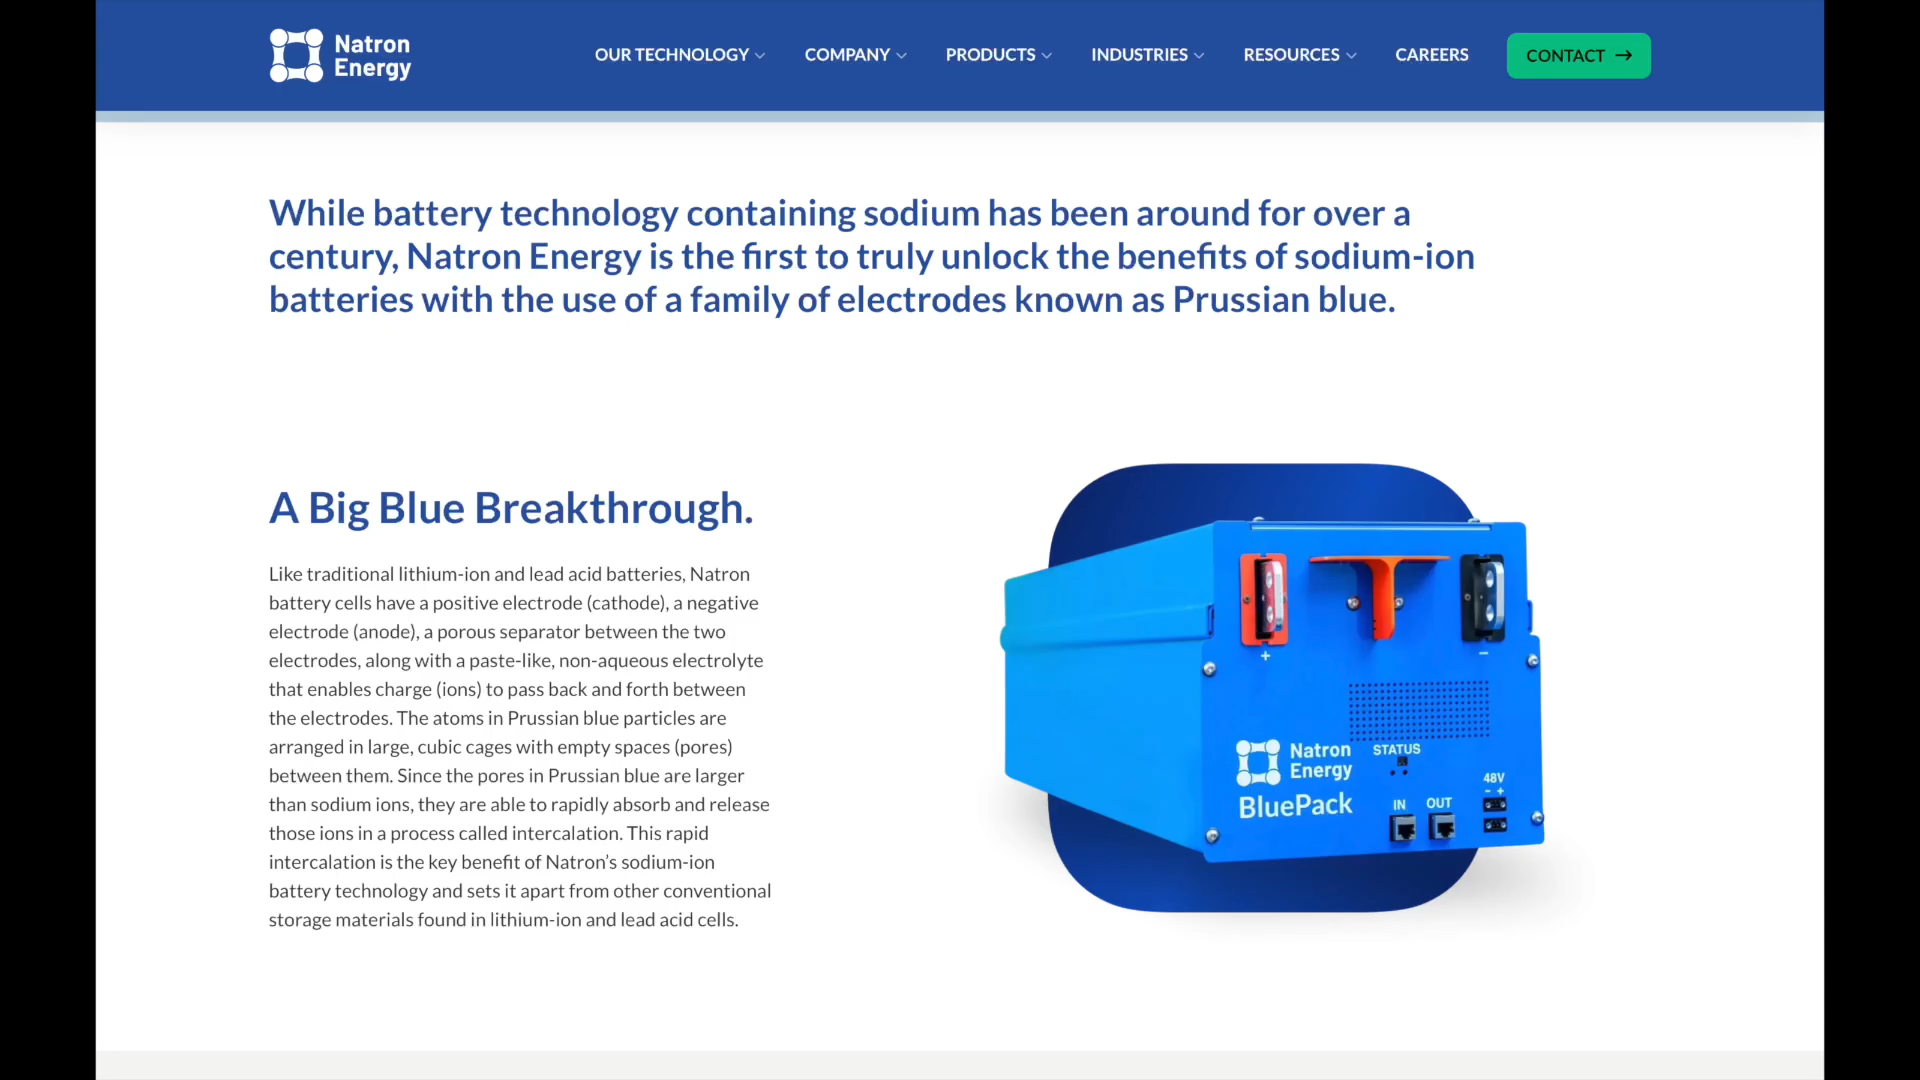 Natron
Energy
OUR TECHNOLOGY
COMPANY
PRODUCTS
INDUSTRIES
RESOURCES
CAREERS
CONTACT →
While battery technology containing sodium has been around for over a
century, Natron Energy is the first to truly unlock the benefits of sodium-ion
batteries with the use of a family of electrodes known as Prussian blue.
A Big Blue Breakthrough.
Like traditional lithium-ion and lead acid batteries, Natron
battery cells have a positive electrode (cathode), a negative
electrode (anode), a porous separator between the two
electrodes, along with a paste-like, non-aqueous electrolyte
that enables charge (ions) to pass back and forth between
the electrodes. The atoms in Prussian blue particles are
arranged in large, cubic cages with empty spaces (pores)
between them. Since the pores in Prussian blue are larger
than sodium ions, they are able to rapidly absorb and release
those ions in a process called intercalation. This rapid
intercalation is the key benefit of Natron’s sodium-ion
battery technology and sets it apart from other conventional
storage materials found in lithium-ion and lead acid cells.
+
−
Natron
Energy
BluePack
STATUS
IN
OUT
48V
− +